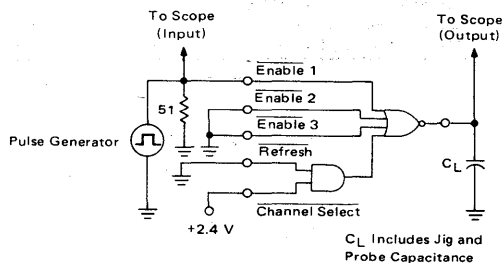 To Scope
(Input)
To Scope
(Output)
Enable 1
Enable 2
51
Enable 3
Pulse Generator
Refresh
CL
Channel Select
+2.4 V
CL Includes Jig and
Probe Capacitance